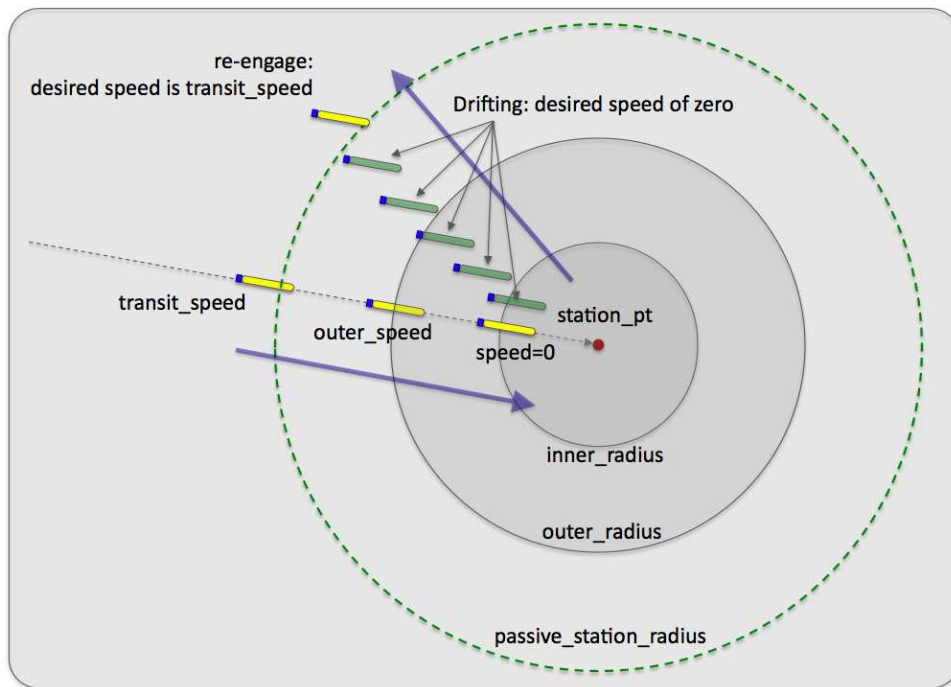 re-engage:
desired speed is transit_speed
Drifting: desired speed of zero
transit_speed
outer_speed
speed=0
station_pt
inner_radius
outer_radius
passive_station_radius